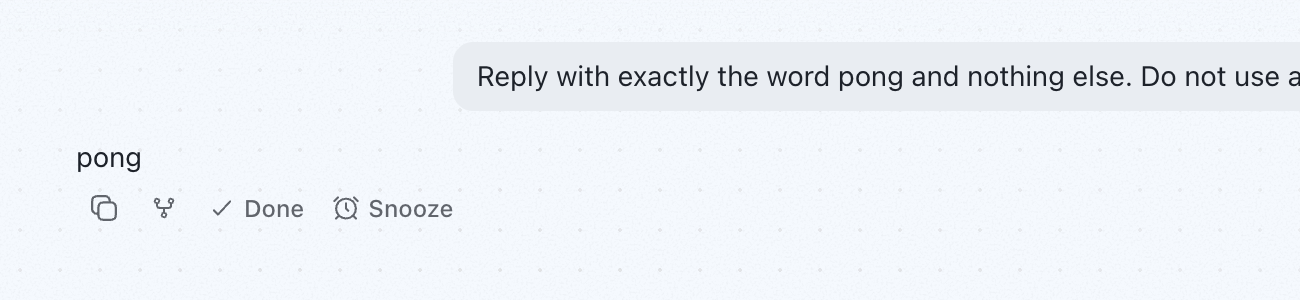 Reply with exactly the word pong and nothing else. Do not use
pong
Done
Snooze